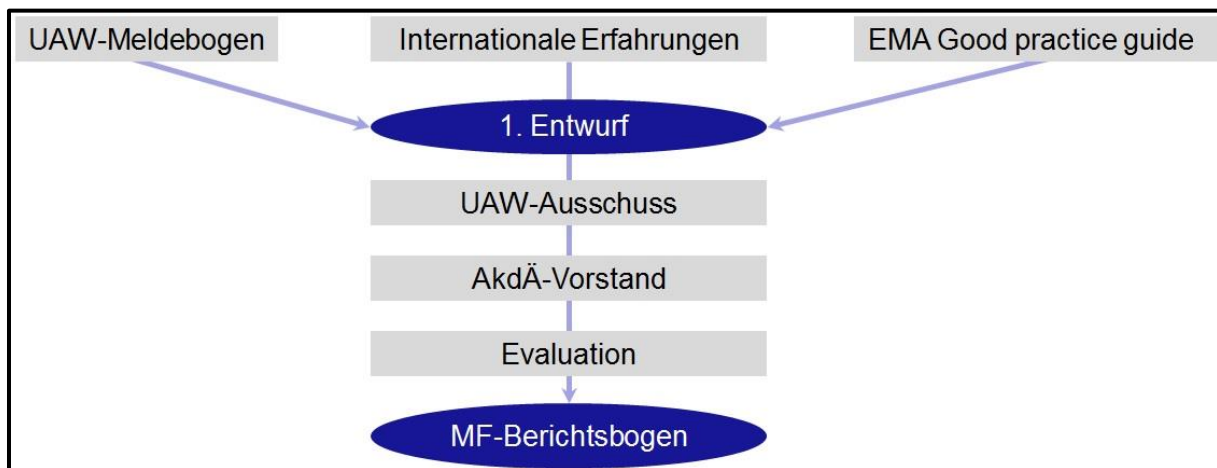 UAW-Meldebogen
Internationale Erfahrungen
EMA Good practice guide
1. Entwurf
UAW-Ausschuss
AkdÄ-Vorstand
Evaluation
MF-Berichtsbogen